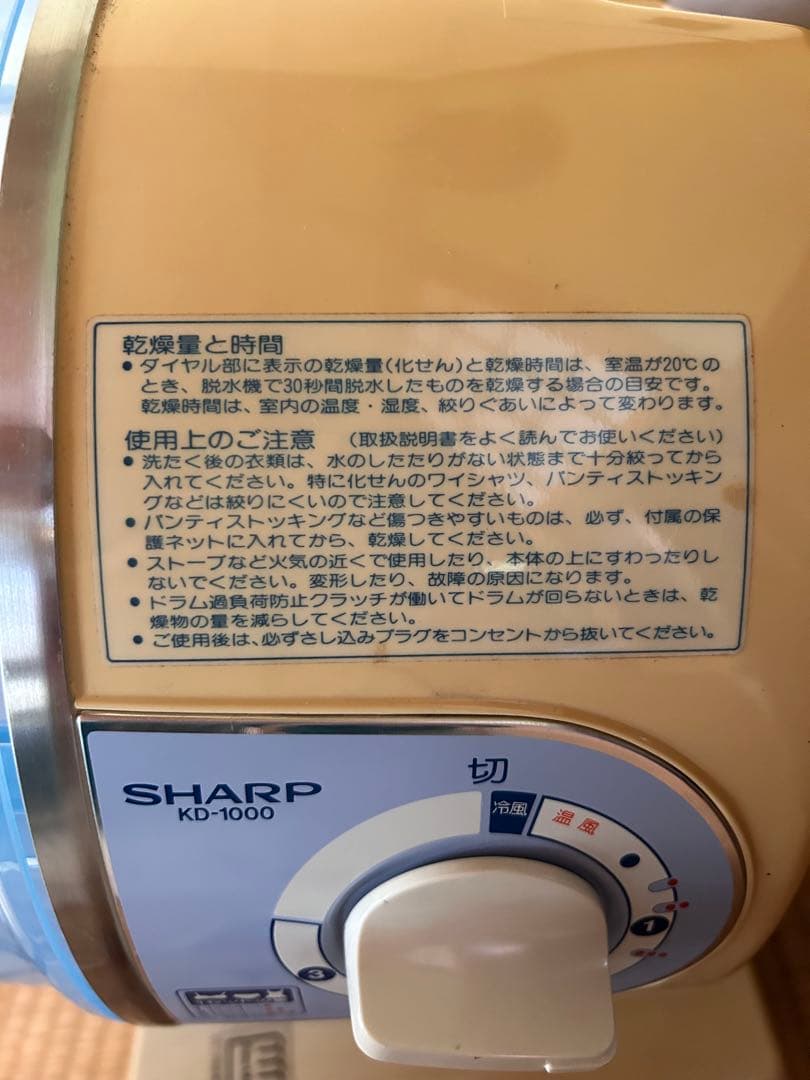 乾燥量と時間
● ダイヤル部に表示の乾燥量(化せん)と乾燥時間は、室温が20℃の
とき、脱水機で30秒間脱水したものを乾燥する場合の目安です。
乾燥時間は、室内の温度・湿度、絞りぐあいによって変わります。
使用上のご注意 (取扱説明書をよく読んでお使いください)
● 洗たく後の衣類は、水のしたたりがない状態まで十分絞ってから
入れてください。特に化せんのワイシャツ、パンティストッキン
グなどは絞りにくいので注意してください。
● パンティストッキングなど傷つきやすいものは、必ず、付属の保
護ネットに入れてから、乾燥してください。
● ストーブなど火気の近くで使用したり、本体の上にすわったりし
ないでください。変形したり、故障の原因になります。
● ドラム過負荷防止クラッチが働いてドラムが回らないときは、乾
燥物の量を減らしてください。
● ご使用後は、必ずさし込みプラグをコンセントから抜いてください。
切
SHARP
KD-1000
冷風
温風
1
3